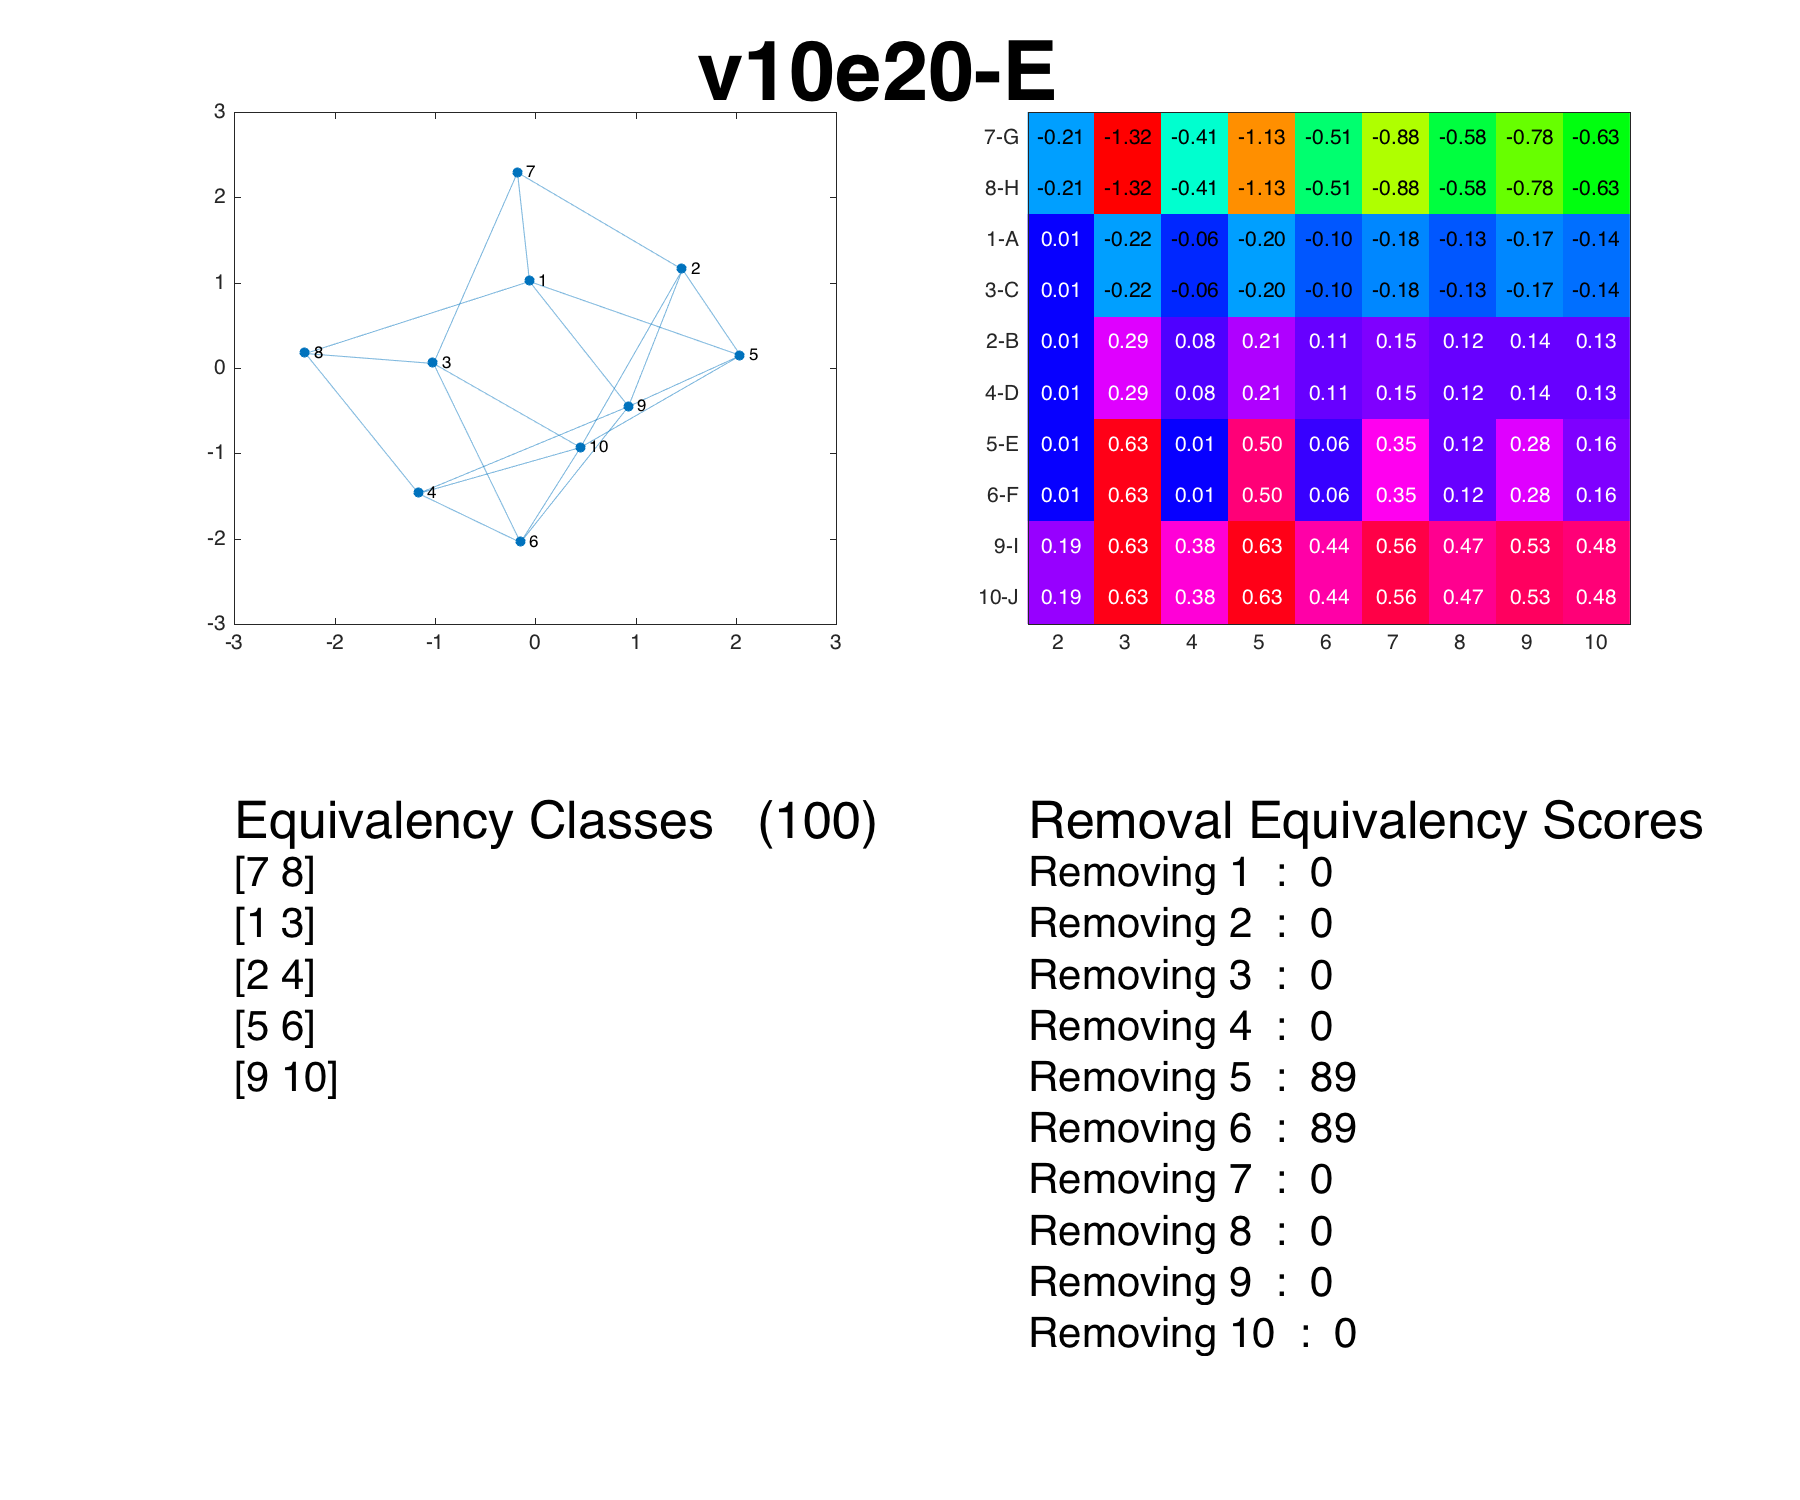 v10e20-E
3
2
1
0
-1
-2
-3
-3 -2 -1 0 1 2 3
7
2
1
8
3
5
9
10
4
6
7-G -0.21 -1.32 -0.41 -1.13 -0.51 -0.88 -0.58 -0.78 -0.63
8-H -0.21 -1.32 -0.41 -1.13 -0.51 -0.88 -0.58 -0.78 -0.63
1-A 0.01 -0.22 -0.06 -0.20 -0.10 -0.18 -0.13 -0.17 -0.14
3-C 0.01 -0.22 -0.06 -0.20 -0.10 -0.18 -0.13 -0.17 -0.14
2-B 0.01 0.29 0.08 0.21 0.11 0.15 0.12 0.14 0.13
4-D 0.01 0.29 0.08 0.21 0.11 0.15 0.12 0.14 0.13
5-E 0.01 0.63 0.01 0.50 0.06 0.35 0.12 0.28 0.16
6-F 0.01 0.63 0.01 0.50 0.06 0.35 0.12 0.28 0.16
9-I 0.19 0.63 0.38 0.63 0.44 0.56 0.47 0.53 0.48
10-J 0.19 0.63 0.38 0.63 0.44 0.56 0.47 0.53 0.48
2 3 4 5 6 7 8 9 10
Equivalency Classes (100)
[7 8]
[1 3]
[2 4]
[5 6]
[9 10]
Removal Equivalency Scores
Removing 1 : 0
Removing 2 : 0
Removing 3 : 0
Removing 4 : 0
Removing 5 : 89
Removing 6 : 89
Removing 7 : 0
Removing 8 : 0
Removing 9 : 0
Removing 10 : 0